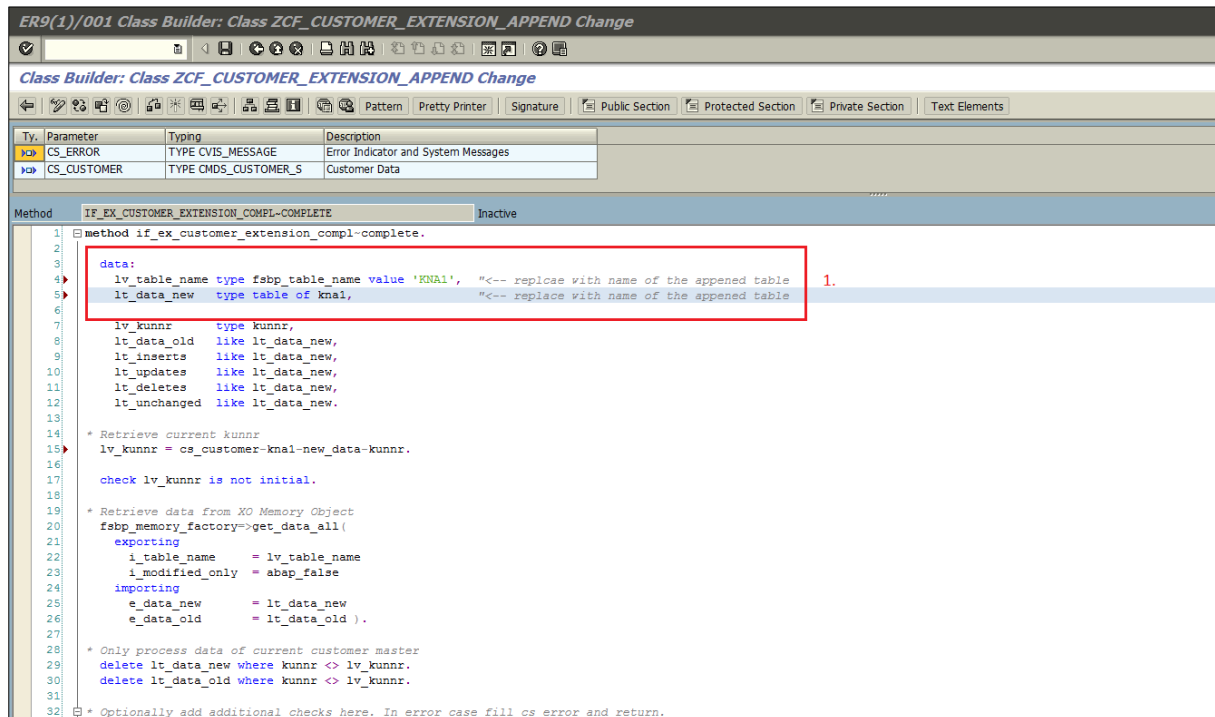 ER9(1)/001 Class Builder: Class ZCF_CUSTOMER_EXTENSION_APPEND Change
Class Builder: Class ZCF_CUSTOMER_EXTENSION_APPEND Change
Pattern Pretty Printer Signature Public Section Protected Section Private Section Text Elements
Ty. Parameter Typing Description
CS_ERROR TYPE CVIS_MESSAGE Error Indicator and System Messages
CS_CUSTOMER TYPE CMDS_CUSTOMER_S Customer Data
Method IF_EX_CUSTOMER_EXTENSION_COMPL~COMPLETE Inactive
1 method if_ex_customer_extension_compl~complete.
2
3 data:
4 lv_table_name type fsbp_table_name value 'KNA1', "<-- replcae with name of the appened table 1.
5 lt_data_new type table of kna1, "<-- replace with name of the appened table
6
7 lv_kunnr type kunnr,
8 lt_data_old like lt_data_new,
9 lt_inserts like lt_data_new,
10 lt_updates like lt_data_new,
11 lt_deletes like lt_data_new,
12 lt_unchanged like lt_data_new.
13
14 * Retrieve current kunnr
15 lv_kunnr = cs_customer-kna1-new_data-kunnr.
16
17 check lv_kunnr is not initial.
18
19 * Retrieve data from XO Memory Object
20 fsbp_memory_factory=>get_data_all(
21 exporting
22 i_table_name = lv_table_name
23 i_modified_only = abap_false
24 importing
25 e_data_new = lt_data_new
26 e_data_old = lt_data_old ).
27
28 * Only process data of current customer master
29 delete lt_data_new where kunnr <> lv_kunnr.
30 delete lt_data_old where kunnr <> lv_kunnr.
31
32 * Optionally add additional checks here. In error case fill cs error and return.